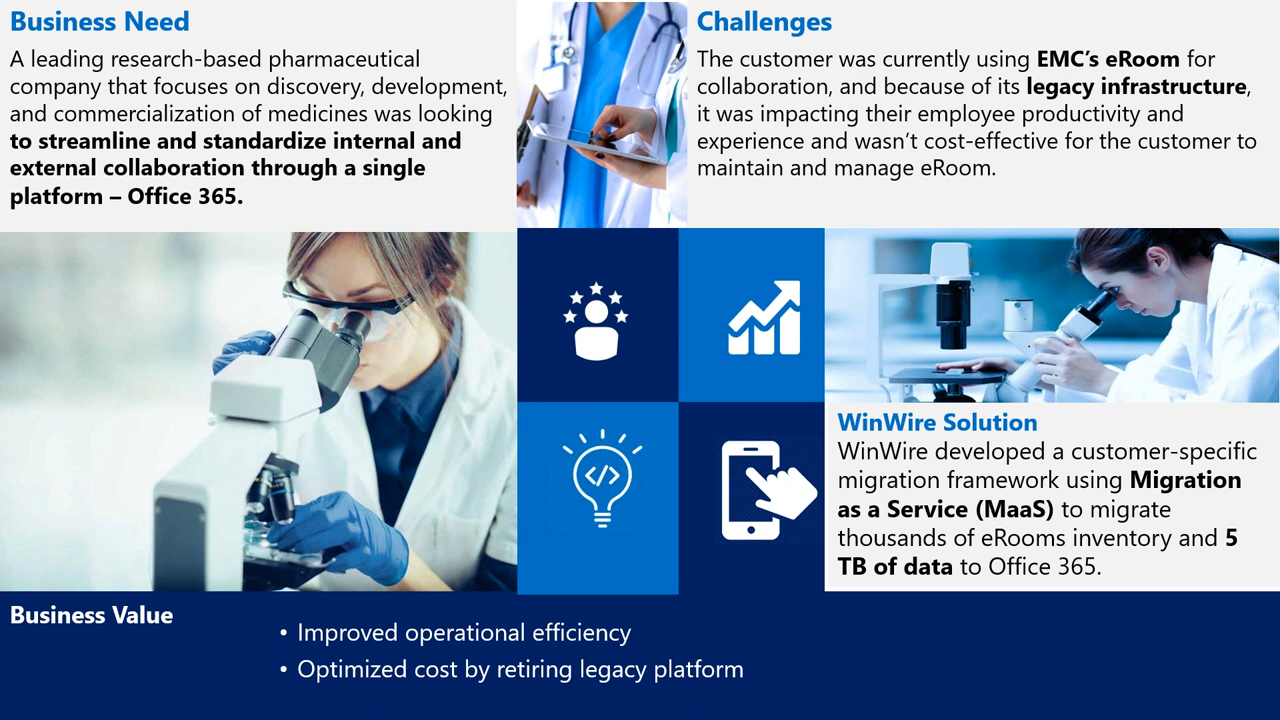 Business Need
A leading research-based pharmaceutical
company that focuses on discovery, development,
and commercialization of medicines was looking
to streamline and standardize internal and
external collaboration through a single
platform – Office 365.
Challenges
The customer was currently using EMC’s eRoom for
collaboration, and because of its legacy infrastructure,
it was impacting their employee productivity and
experience and wasn’t cost-effective for the customer to
maintain and manage eRoom.
</>
WinWire Solution
WinWire developed a customer-specific
migration framework using Migration
as a Service (MaaS) to migrate
thousands of eRooms inventory and 5
TB of data to Office 365.
Business Value
• Improved operational efficiency
• Optimized cost by retiring legacy platform